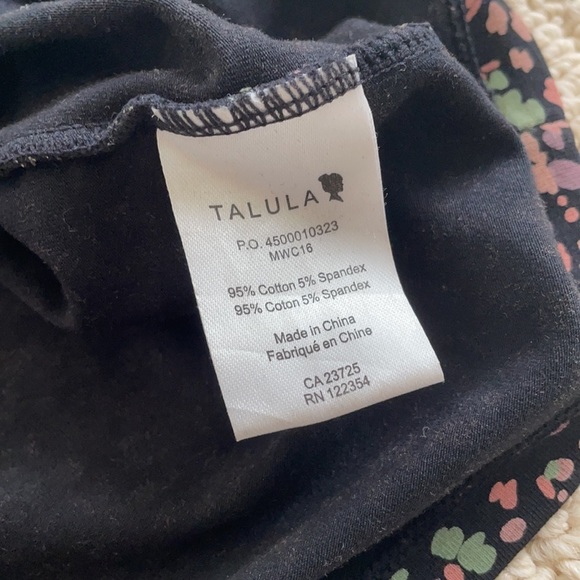 TALULA
P.O. 4500010323
MWC16
95% Cotton 5% Spandex
95% Coton 5% Spandex
Made in China
Fabriqué en Chine
CA 23725
RN 122354